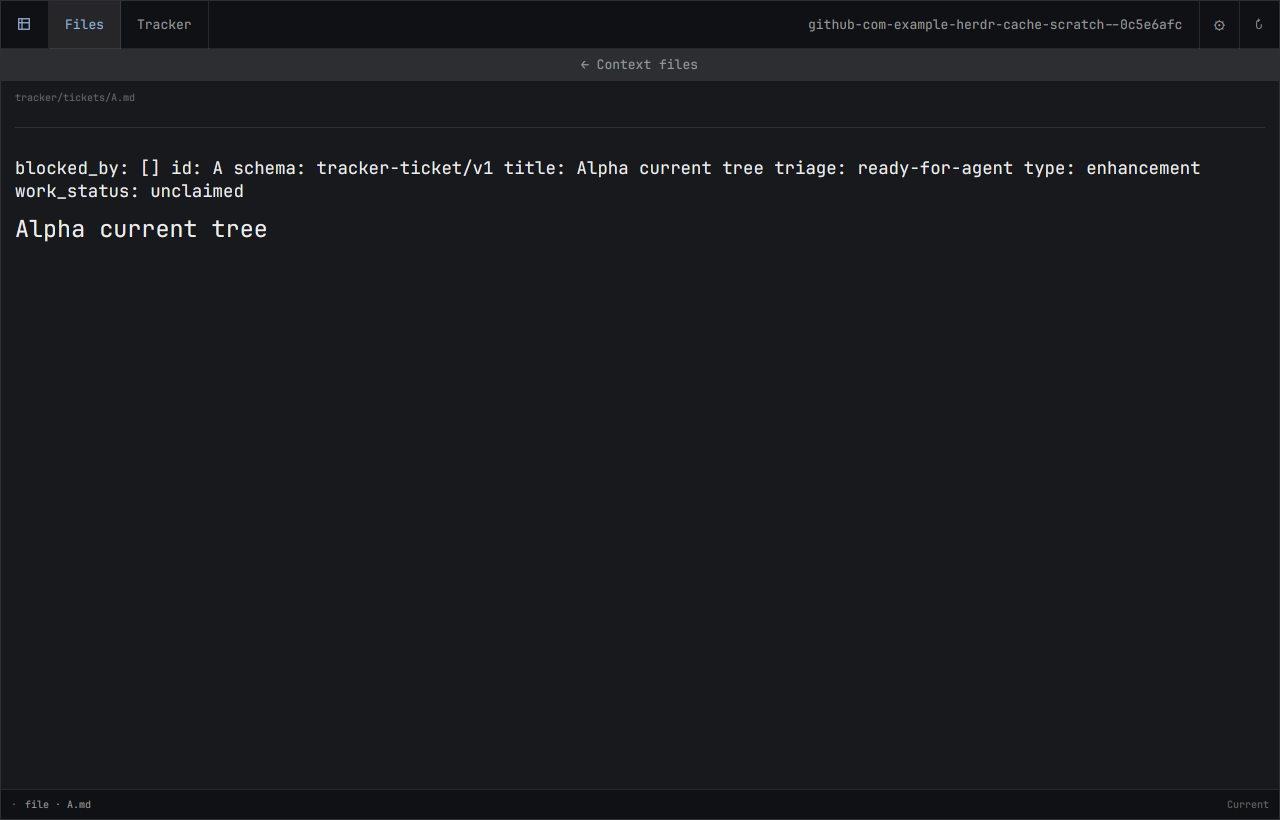 Files Tracker github-com-example-herdr-cache-scratch--0c5e6afc
← Context files
tracker/tickets/A.md
blocked_by: [] id: A schema: tracker-ticket/v1 title: Alpha current tree triage: ready-for-agent type: enhancement
work_status: unclaimed
Alpha current tree
· file · A.md Current